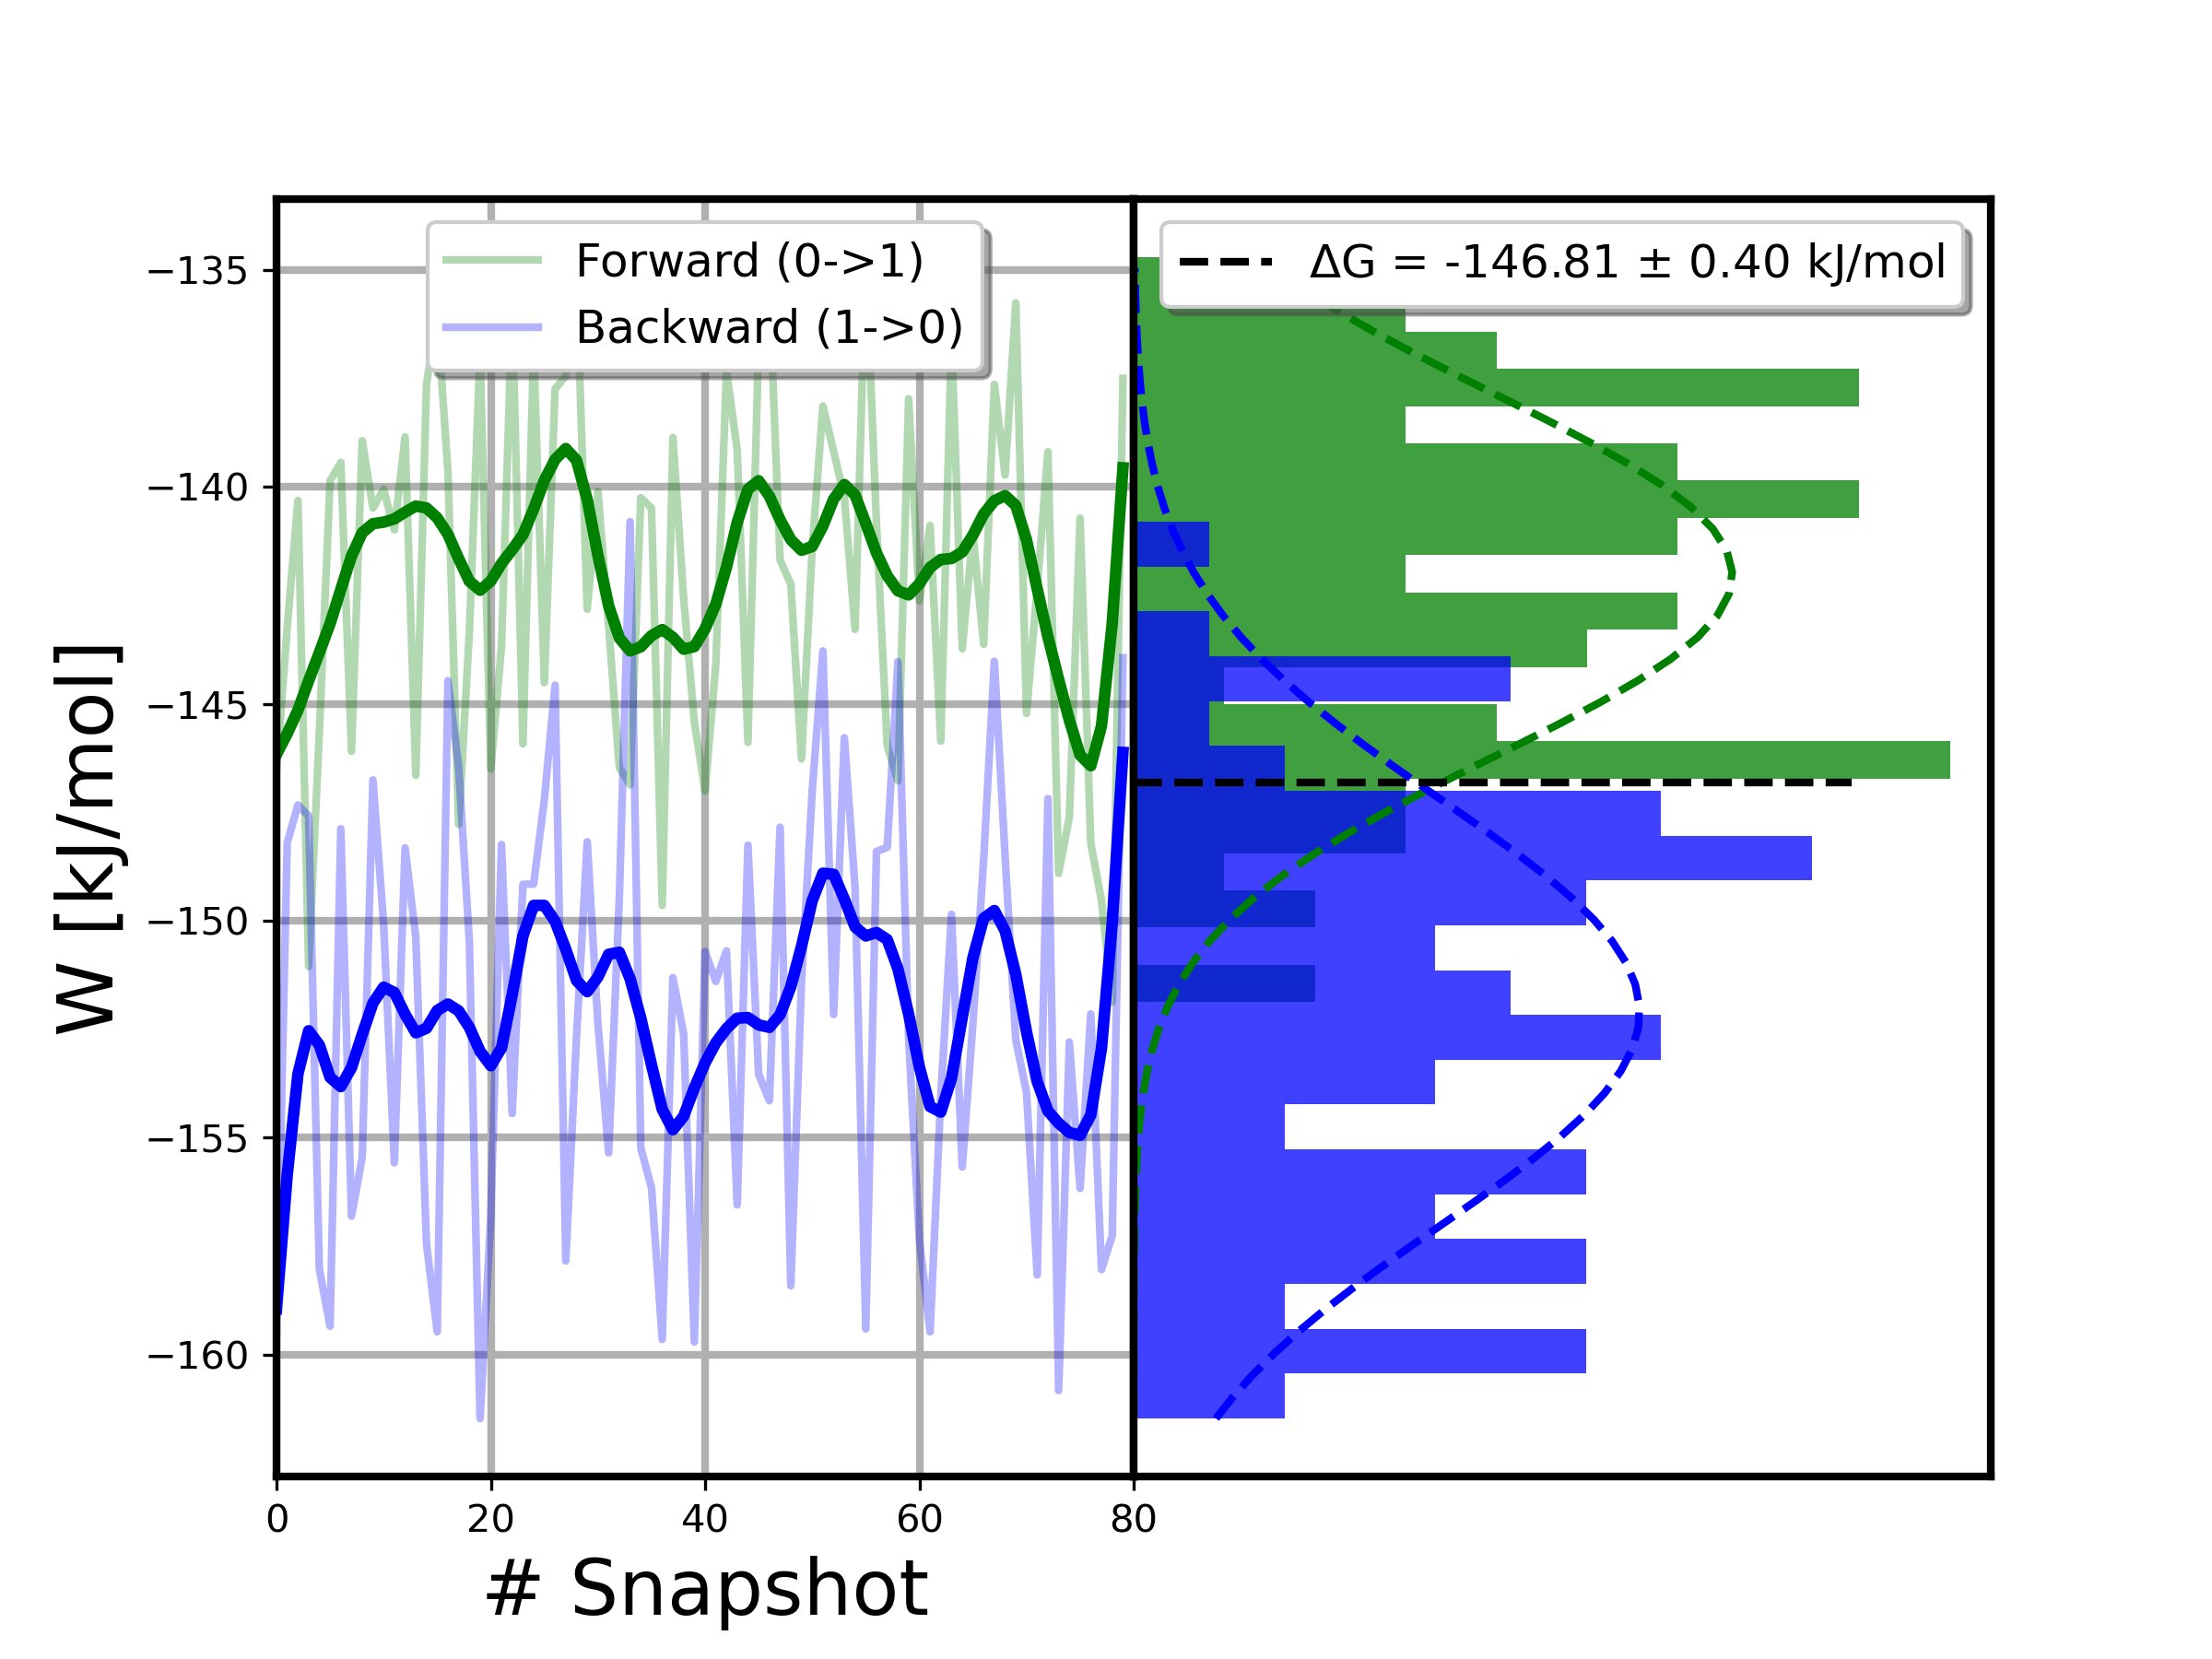 Forward (0->1)
Backward (1->0)
ΔG = -146.81 ± 0.40 kJ/mol
−135
−140
−145
−150
−155
−160
W [kJ/mol]
0 20 40 60 80
# Snapshot